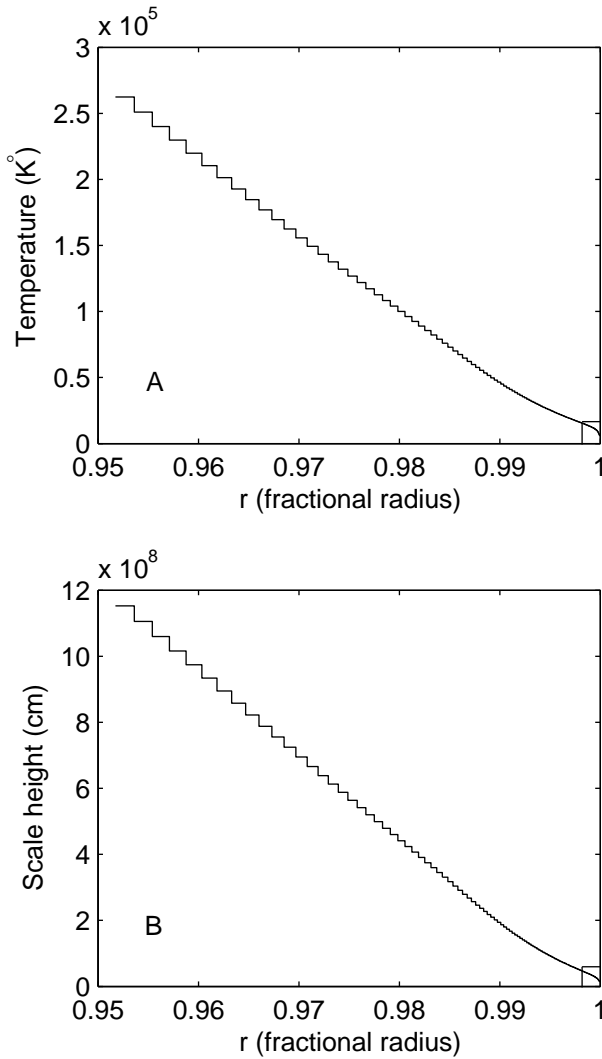 x 10^5
3
2.5
2
1.5
1
0.5
0
Temperature (K°)
A
0.95 0.96 0.97 0.98 0.99 1
r (fractional radius)
x 10^8
12
10
8
6
4
2
0
Scale height (cm)
B
0.95 0.96 0.97 0.98 0.99 1
r (fractional radius)